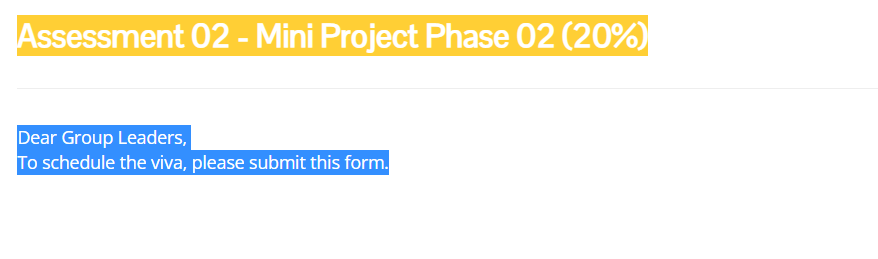 Assessment 02 - Mini Project Phase 02 (20%)
Dear Group Leaders,
To schedule the viva, please submit this form.